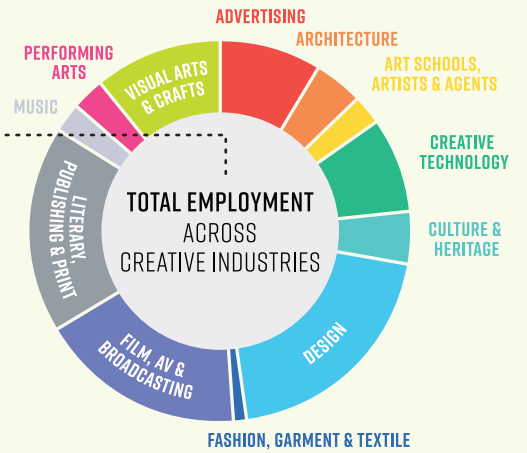 ADVERTISING
ARCHITECTURE
ART SCHOOLS,
ARTISTS & AGENTS
CREATIVE
TECHNOLOGY
CULTURE &
HERITAGE
DESIGN
FASHION, GARMENT & TEXTILE
FILM, AV &
BROADCASTING
LITERARY,
PUBLISHING & PRINT
MUSIC
PERFORMING
ARTS
VISUAL ARTS
& CRAFTS
TOTAL EMPLOYMENT
ACROSS
CREATIVE INDUSTRIES